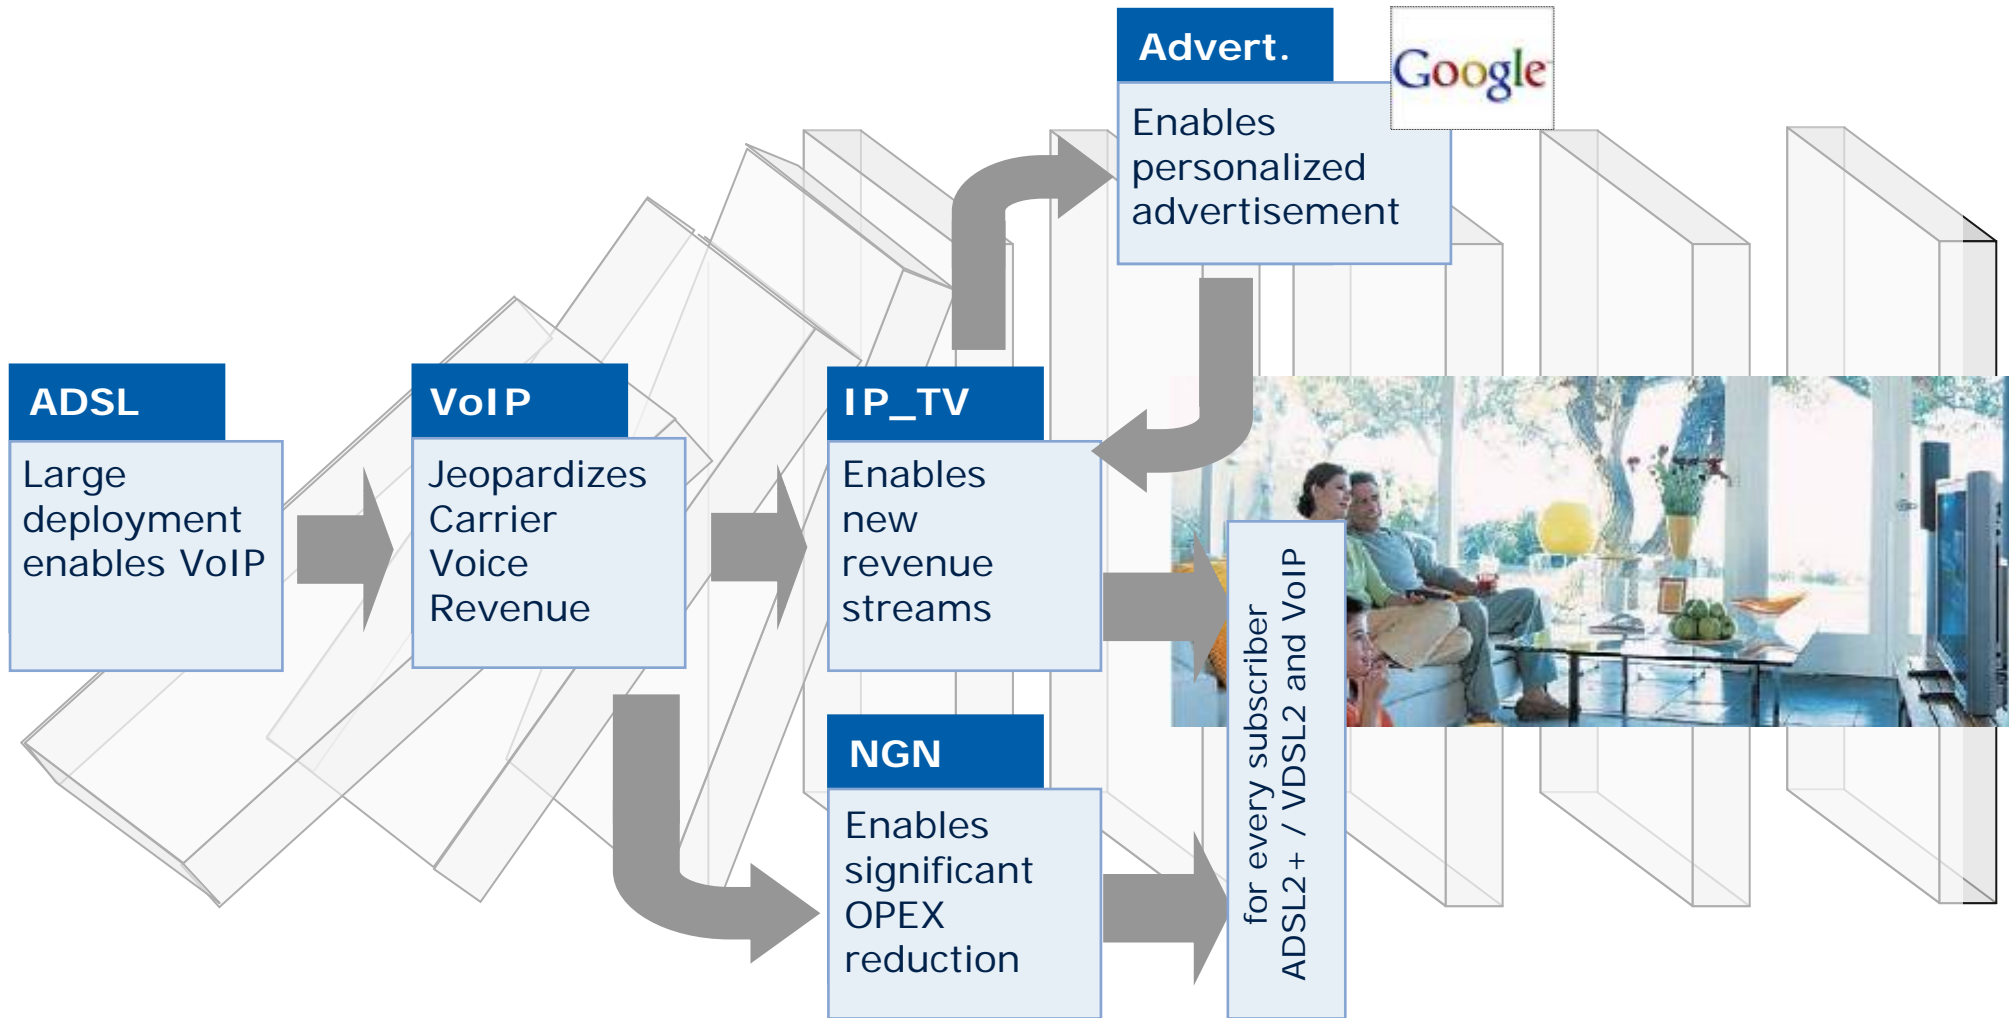 Advert.
Google
Enables
personalized
advertisement
ADSL
Large
deployment
enables VoIP
VoIP
Jeopardizes
Carrier
Voice
Revenue
IP_TV
Enables
new
revenue
streams
NGN
Enables
significant
OPEX
reduction
for every subscriber
ADSL2+ / VDSL2 and VoIP